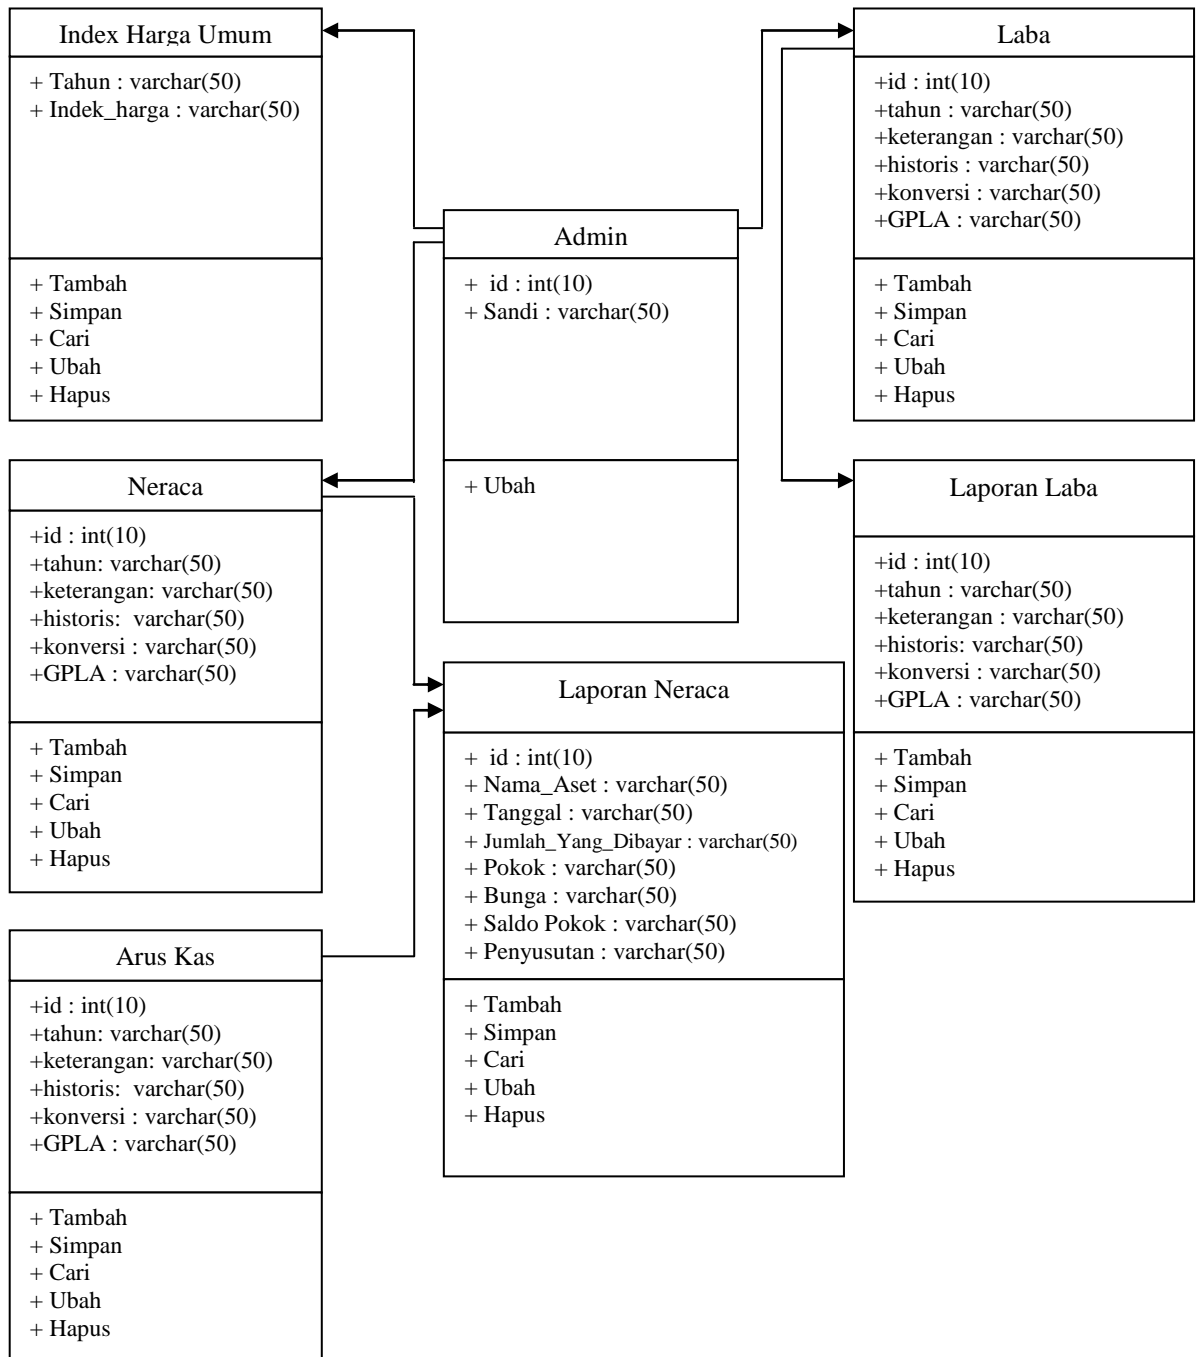 Index Harga Umum
+ Tahun : varchar(50)
+ Indek_harga : varchar(50)
+ Tambah
+ Simpan
+ Cari
+ Ubah
+ Hapus
Laba
+id : int(10)
+tahun : varchar(50)
+keterangan : varchar(50)
+historis : varchar(50)
+konversi : varchar(50)
+GPLA : varchar(50)
+ Tambah
+ Simpan
+ Cari
+ Ubah
+ Hapus
Admin
+ id : int(10)
+ Sandi : varchar(50)
+ Ubah
Neraca
+id : int(10)
+tahun: varchar(50)
+keterangan: varchar(50)
+historis: varchar(50)
+konversi : varchar(50)
+GPLA : varchar(50)
+ Tambah
+ Simpan
+ Cari
+ Ubah
+ Hapus
Laporan Laba
+id : int(10)
+tahun : varchar(50)
+keterangan : varchar(50)
+historis: varchar(50)
+konversi : varchar(50)
+GPLA : varchar(50)
+ Tambah
+ Simpan
+ Cari
+ Ubah
+ Hapus
Laporan Neraca
+ id : int(10)
+ Nama_Aset : varchar(50)
+ Tanggal : varchar(50)
+ Jumlah_Yang_Dibayar : varchar(50)
+ Pokok : varchar(50)
+ Bunga : varchar(50)
+ Saldo Pokok : varchar(50)
+ Penyusutan : varchar(50)
+ Tambah
+ Simpan
+ Cari
+ Ubah
+ Hapus
Arus Kas
+id : int(10)
+tahun: varchar(50)
+keterangan: varchar(50)
+historis: varchar(50)
+konversi : varchar(50)
+GPLA : varchar(50)
+ Tambah
+ Simpan
+ Cari
+ Ubah
+ Hapus